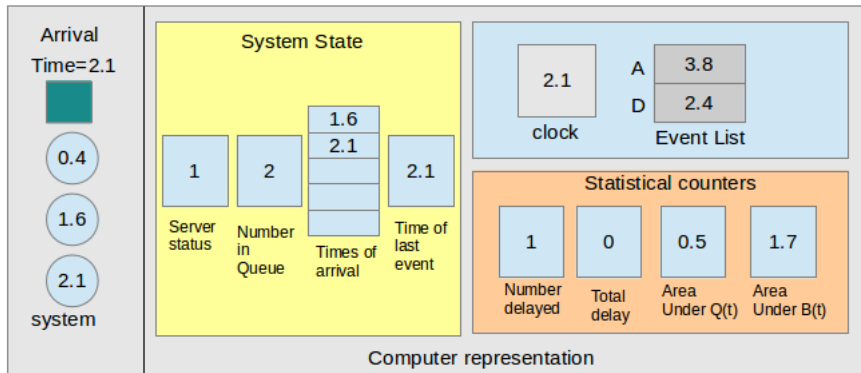 Arrival
Time=2.1
0.4
1.6
2.1
system
System State
1
2
1.6
2.1
2.1
Server
status
Number
in
Queue
Times of
arrival
Time of
last
event
2.1
clock
A
3.8
D
2.4
Event List
Statistical counters
1
0
0.5
1.7
Number
delayed
Total
delay
Area
Under Q(t)
Area
Under B(t)
Computer representation